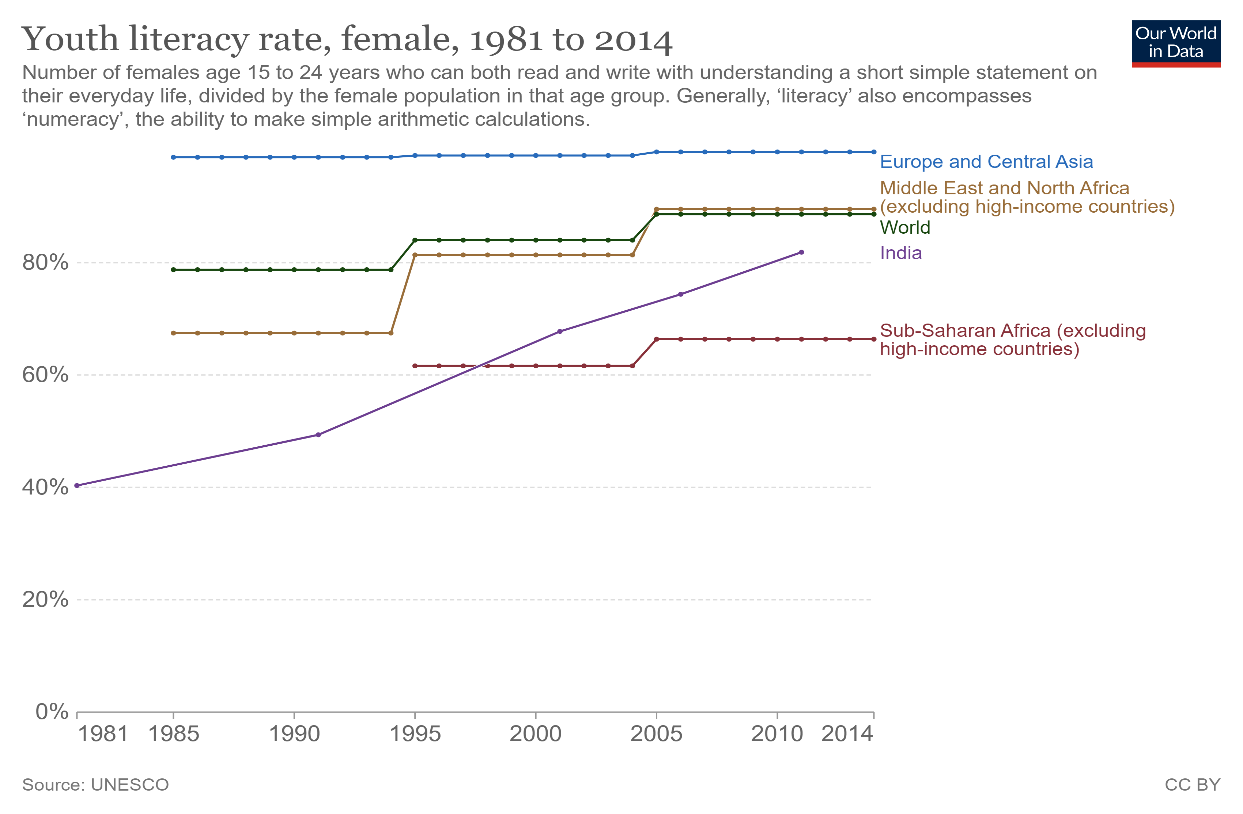 Youth literacy rate, female, 1981 to 2014
Our World
in Data
Number of females age 15 to 24 years who can both read and write with understanding a short simple statement on
their everyday life, divided by the female population in that age group. Generally, ‘literacy’ also encompasses
‘numeracy’, the ability to make simple arithmetic calculations.
Europe and Central Asia
Middle East and North Africa
(excluding high-income countries)
World
India
Sub-Saharan Africa (excluding
high-income countries)
80%
60%
40%
20%
0%
1981 1985 1990 1995 2000 2005 2010 2014
Source: UNESCO
CC BY